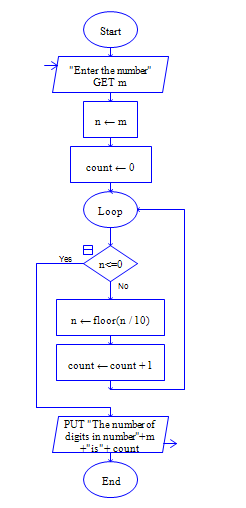 Start
"Enter the number"
GET m
n ← m
count ← 0
Loop
Yes
n<=0
No
n ← floor(n / 10)
count ← count + 1
PUT "The number of
digits in number"+m
+"is"+ count
End